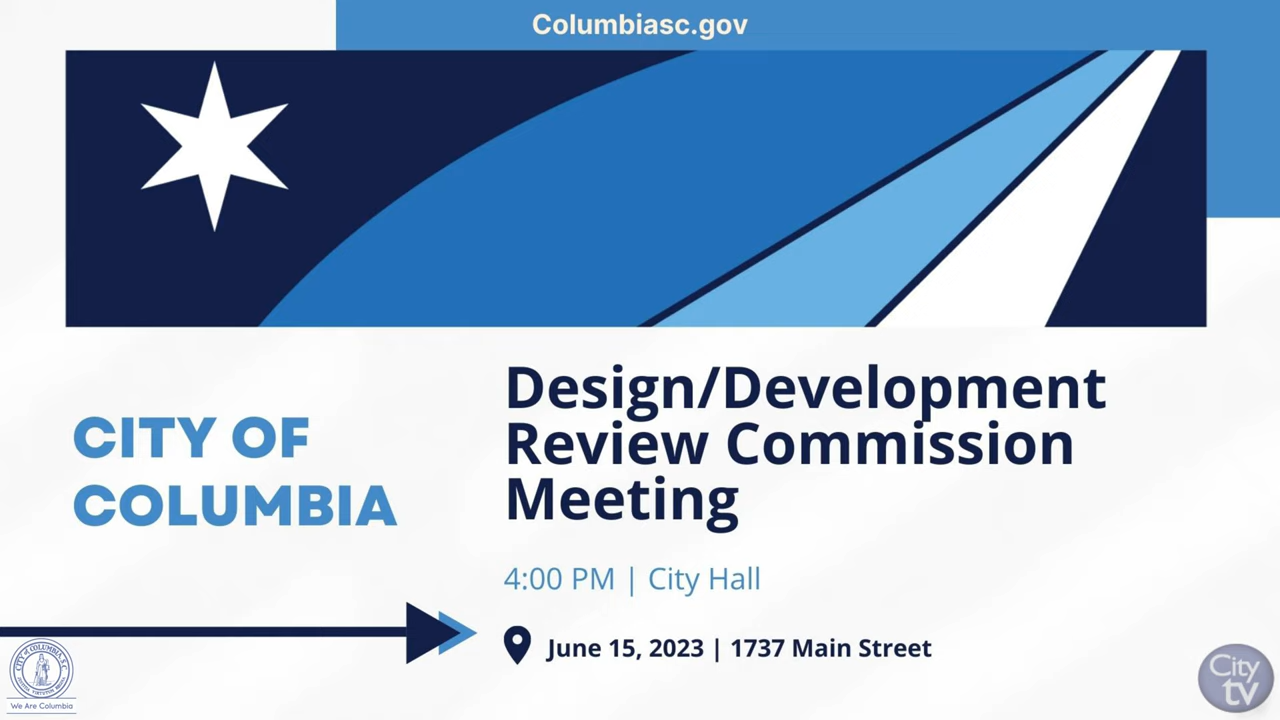 Columbiasc.gov
CITY OF
COLUMBIA
Design/Development
Review Commission
Meeting
4:00 PM | City Hall
June 15, 2023 | 1737 Main Street
We Are Columbia
City
tv